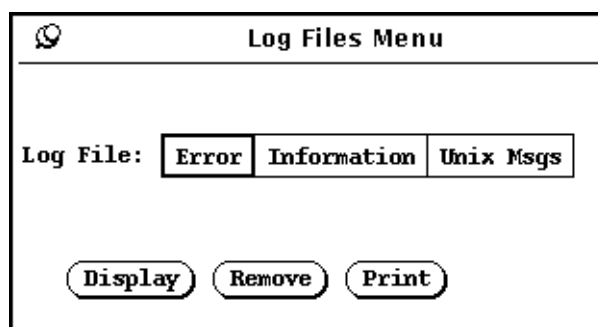 Log Files Menu
Log File: Error Information Unix Msgs
Display Remove Print